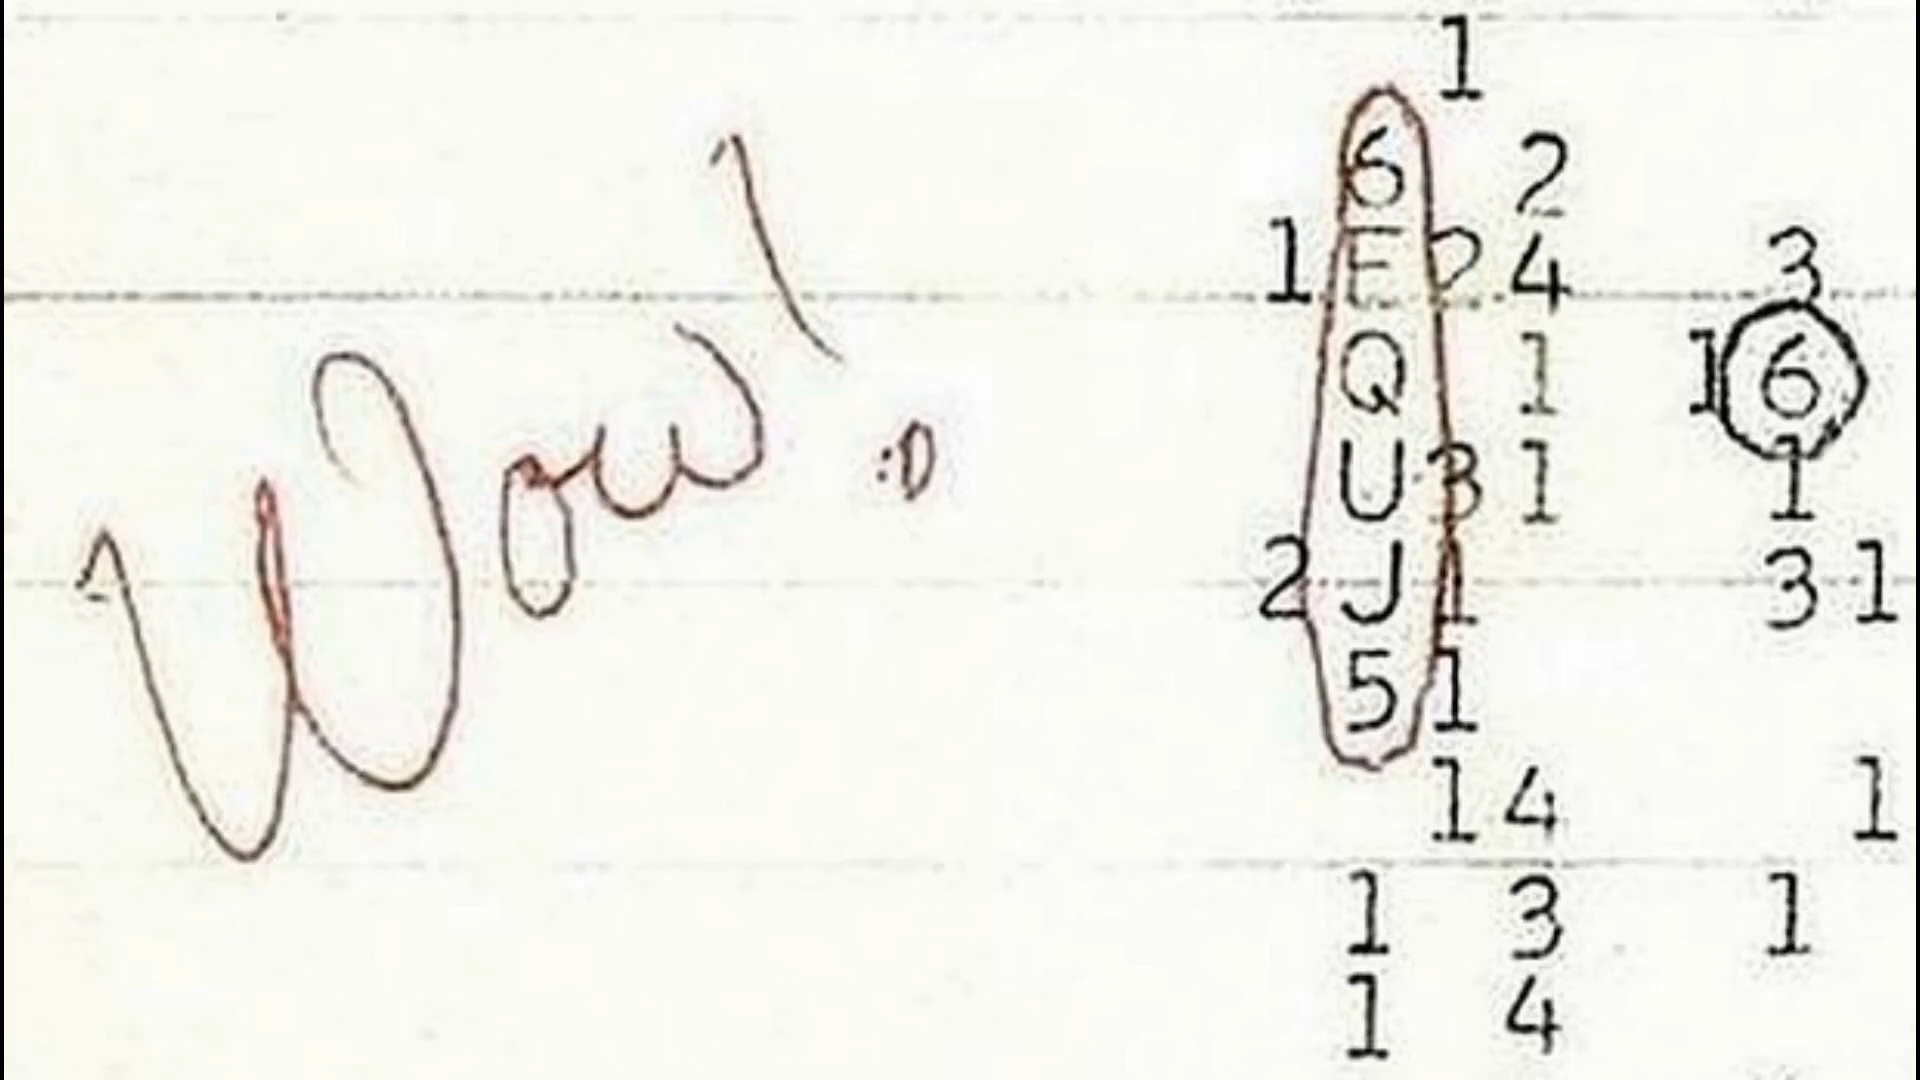 Wow! :D
1
6 2
1 E 2 4 3
Q 1 1 6
U 3 1 1
2 J 1 3 1
5 1
1 4 1
1 3 1
1 4